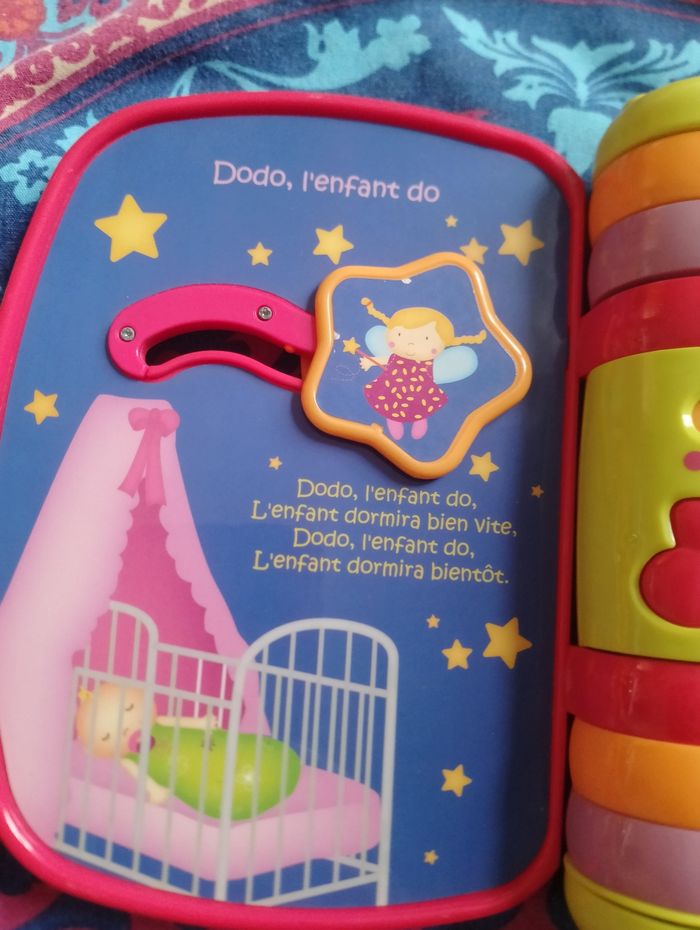 Dodo, l'enfant do
Dodo, l'enfant do,
L'enfant dormira bien vite,
Dodo, l'enfant do,
L'enfant dormira bientôt.